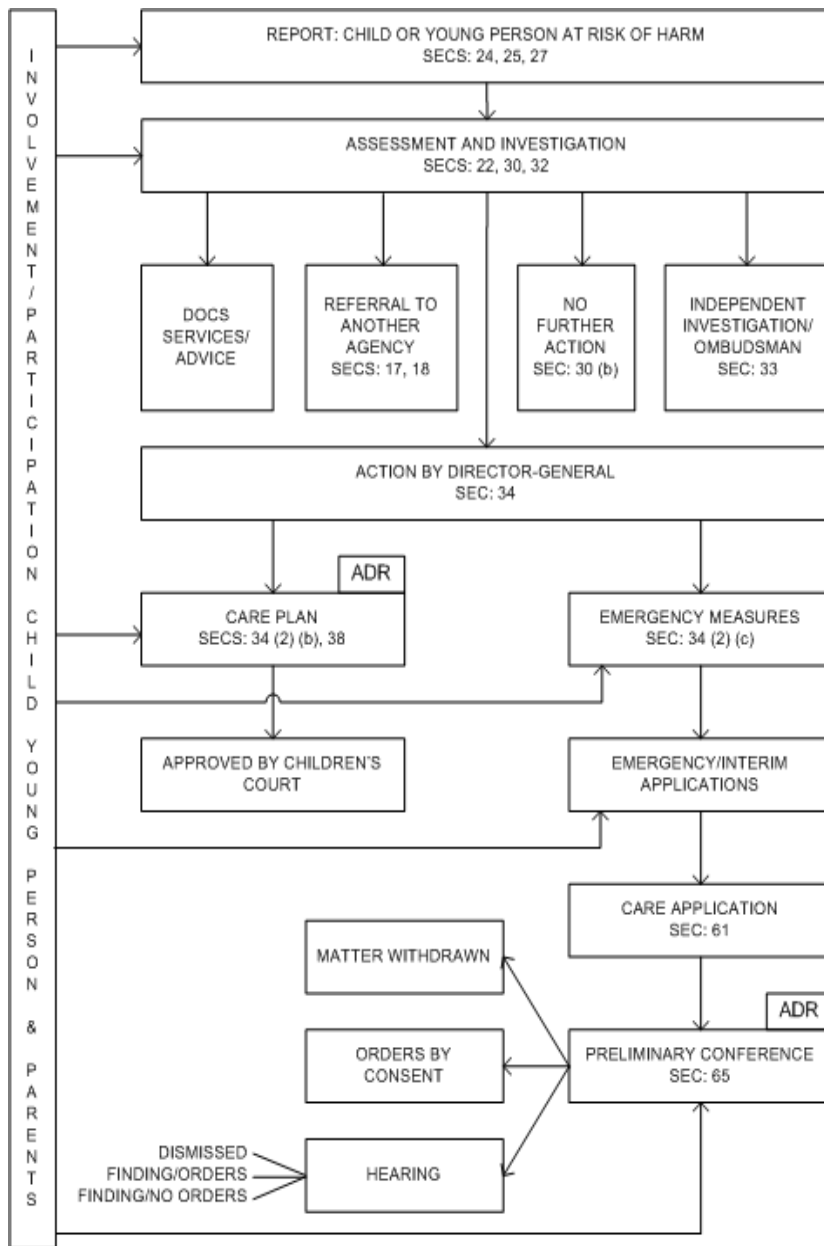 INVOLVEMENT/PARTICIPATION CHILD YOUNG PERSON & PARENTS
REPORT: CHILD OR YOUNG PERSON AT RISK OF HARM
SECS: 24, 25, 27
ASSESSMENT AND INVESTIGATION
SECS: 22, 30, 32
DOCS
SERVICES/
ADVICE
REFERRAL TO
ANOTHER
AGENCY
SECS: 17, 18
NO
FURTHER
ACTION
SEC: 30 (b)
INDEPENDENT
INVESTIGATION/
OMBUDSMAN
SEC: 33
ACTION BY DIRECTOR-GENERAL
SEC: 34
ADR
CARE PLAN
SECS: 34 (2) (b), 38
EMERGENCY MEASURES
SEC: 34 (2) (c)
APPROVED BY CHILDREN'S
COURT
EMERGENCY/INTERIM
APPLICATIONS
CARE APPLICATION
SEC: 61
MATTER WITHDRAWN
ADR
ORDERS BY
CONSENT
PRELIMINARY CONFERENCE
SEC: 65
DISMISSED
FINDING/ORDERS
FINDING/NO ORDERS
HEARING